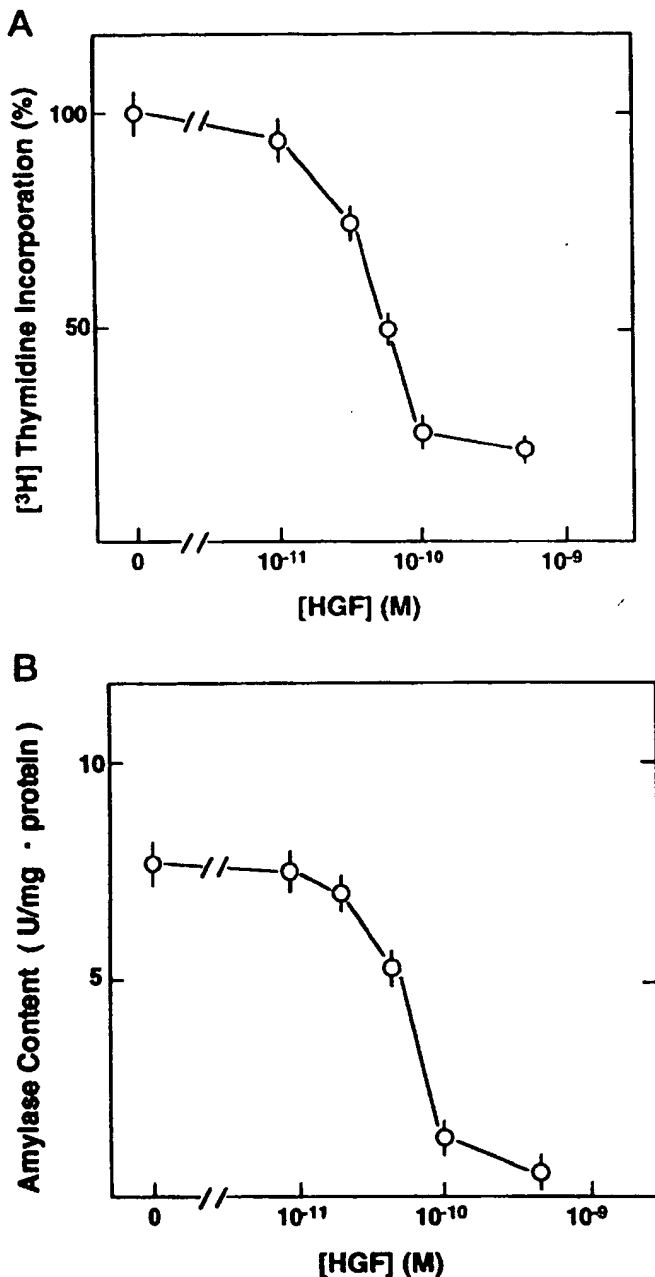 A
[³H] Thymidine Incorporation (%)
100
50
0
10⁻¹¹
10⁻¹⁰
10⁻⁹
[HGF] (M)
B
Amylase Content ( U/mg · protein )
10
5
0
10⁻¹¹
10⁻¹⁰
10⁻⁹
[HGF] (M)